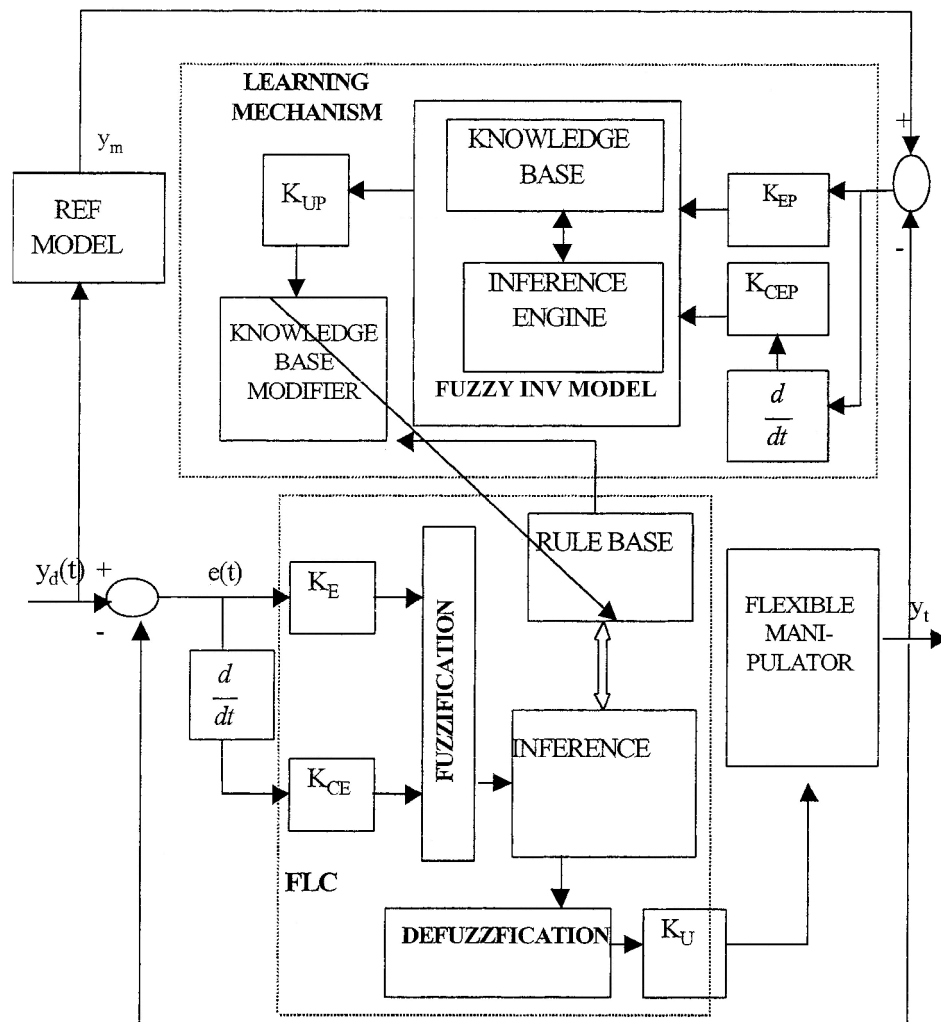 LEARNING
MECHANISM
KNOWLEDGE
BASE
y_m
+
K_UP
K_EP
REF
MODEL
-
INFERENCE
ENGINE
K_CEP
KNOWLEDGE
BASE
MODIFIER
FUZZY INV MODEL
d
dt
RULE BASE
y_d(t)
+
e(t)
K_E
FLEXIBLE
MANI-
PULATOR
y_t
-
FUZZIFICATION
d
dt
INFERENCE
K_CE
FLC
DEFUZZFICATION
K_U